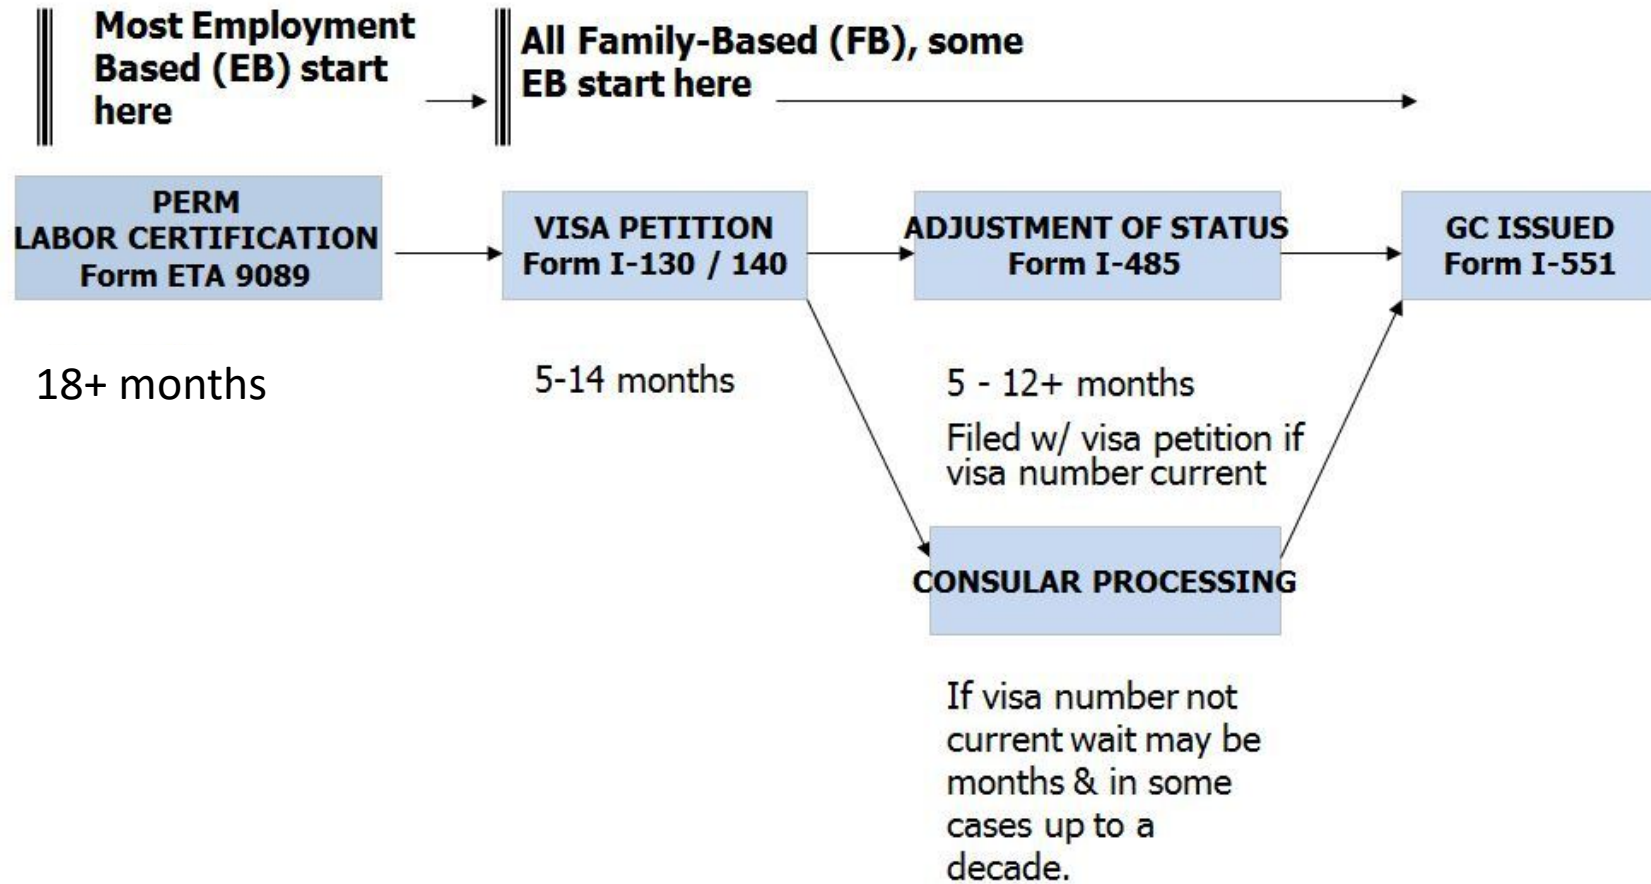 Most Employment
Based (EB) start
here
All Family-Based (FB), some
EB start here
PERM
LABOR CERTIFICATION
Form ETA 9089
VISA PETITION
Form I-130 / 140
ADJUSTMENT OF STATUS
Form I-485
GC ISSUED
Form I-551
18+ months
5-14 months
5 - 12+ months
Filed w/ visa petition if
visa number current
CONSULAR PROCESSING
If visa number not
current wait may be
months & in some
cases up to a
decade.